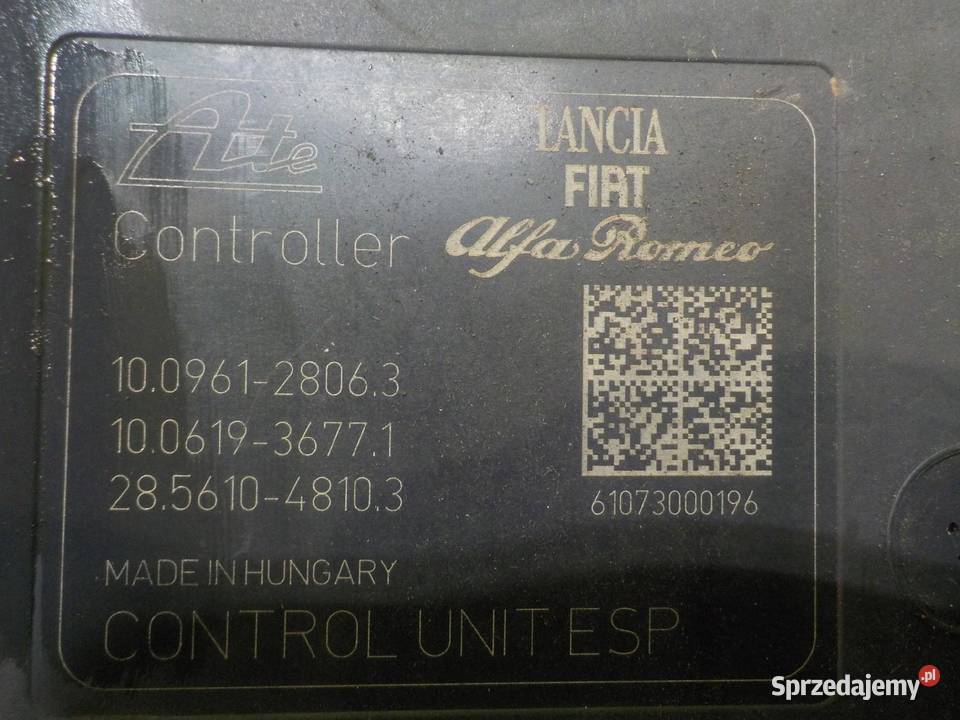 Ate
LANCIA
FIAT
Alfa Romeo
Controller
10.0961-2806.3
10.0619-3677.1
28.5610-4810.3
61073000196
MADE IN HUNGARY
CONTROL UNIT ESP
Sprzedajemy.pl